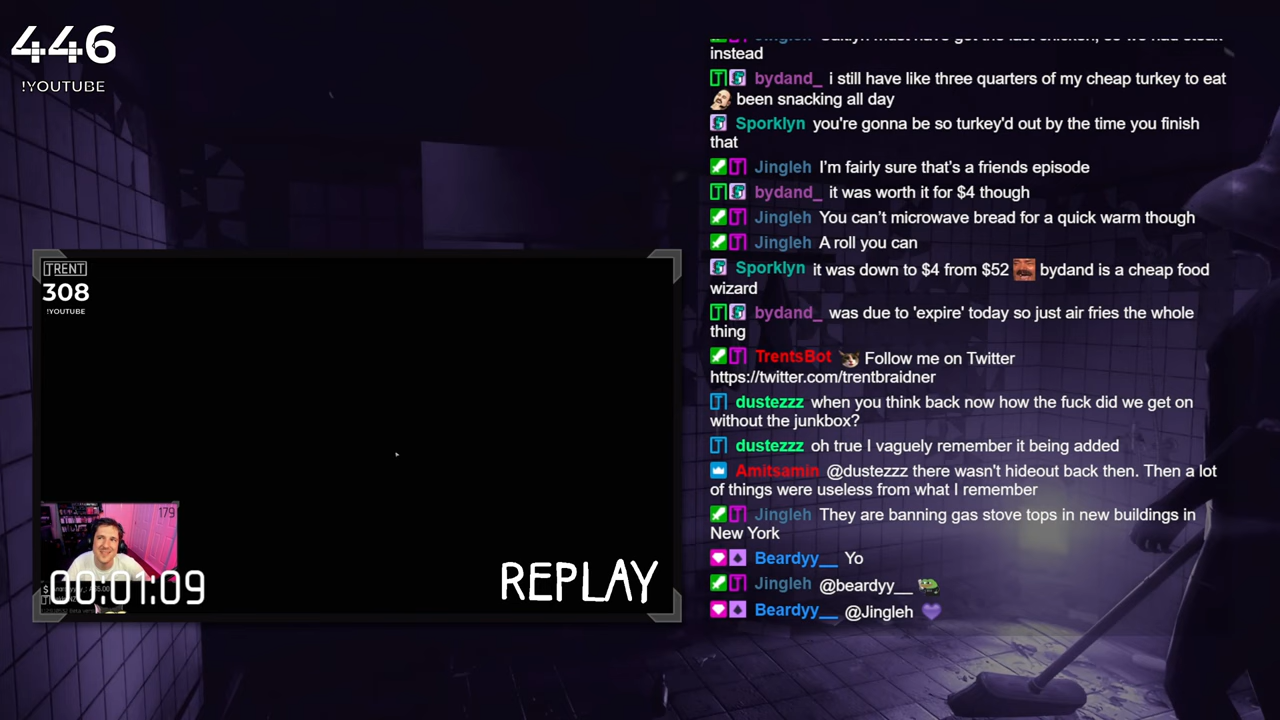 446
!YOUTUBE
instead
bydand_ i still have like three quarters of my cheap turkey to eat
been snacking all day
Sporklyn you're gonna be so turkey'd out by the time you finish
that
Jingleh I'm fairly sure that's a friends episode
bydand_ it was worth it for $4 though
Jingleh You can't microwave bread for a quick warm though
Jingleh A roll you can
Sporklyn it was down to $4 from $52 bydand is a cheap food
wizard
bydand_ was due to 'expire' today so just air fries the whole
thing
TrentsBot Follow me on Twitter
https://twitter.com/trentbraidner
dustezzz when you think back now how the fuck did we get on
without the junkbox?
dustezzz oh true I vaguely remember it being added
Amitsamin @dustezzz there wasn't hideout back then. Then a lot
of things were useless from what I remember
Jingleh They are banning gas stove tops in new buildings in
New York
Beardyy__ Yo
Jingleh @beardyy__
Beardyy__ @Jingleh
TRENT
308
!YOUTUBE
179
00:01:09
REPLAY